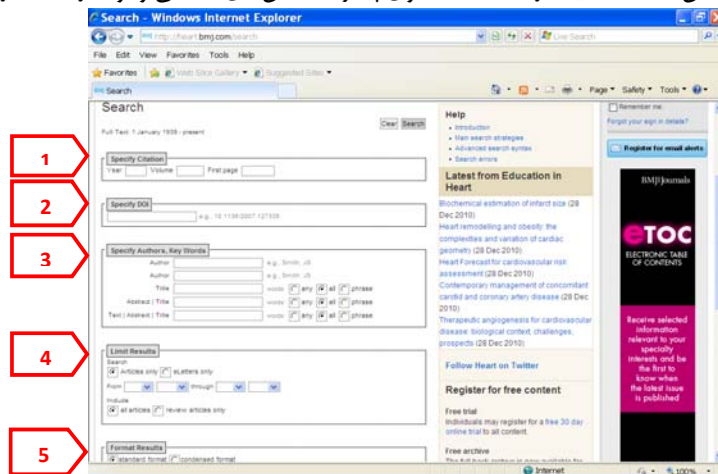 Search - Windows Internet Explorer
http://heart.bmj.com/search
Live Search
File Edit View Favorites Tools Help
Favorites Web Slice Gallery Suggested Sites
Search
Page Safety Tools
Search
Clear Search
Full Text: 1 January 1939 - present
1
Specify Citation
Year Volume First page
2
Specify DOI
e.g., 10.1136/2007.127339
3
Specify Authors, Key Words
Author e.g., Smith, JS
Author e.g., Smith, JS
Title words any all phrase
Abstract | Title words any all phrase
Text | Abstract | Title words any all phrase
4
Limit Results
Search
Articles only eLetters only
From through
Include
all articles review articles only
5
Format Results
standard format condensed format
Help
Introduction
Main search strategies
Advanced search syntax
Search errors
Latest from Education in
Heart
Biochemical estimation of infarct size (28
Dec 2010)
Heart remodelling and obesity: the
complexities and variation of cardiac
geometry (28 Dec 2010)
Heart Forecast for cardiovascular risk
assessment (28 Dec 2010)
Contemporary management of concomitant
carotid and coronary artery disease (28 Dec
2010)
Therapeutic angiogenesis for cardiovascular
disease: biological context, challenges,
prospects (28 Dec 2010)
Follow Heart on Twitter
Register for free content
Free trial
Individuals may register for a free 30 day
online trial to all content.
Free archive
Remember me
Forgot your sign in details?
Register for email alerts
BMJ Journals
eTOC
ELECTRONIC TABLE
OF CONTENTS
Receive selected
information
relevant to your
specialty
interests and be
the first to
know when
the latest issue
is published
Internet
100%